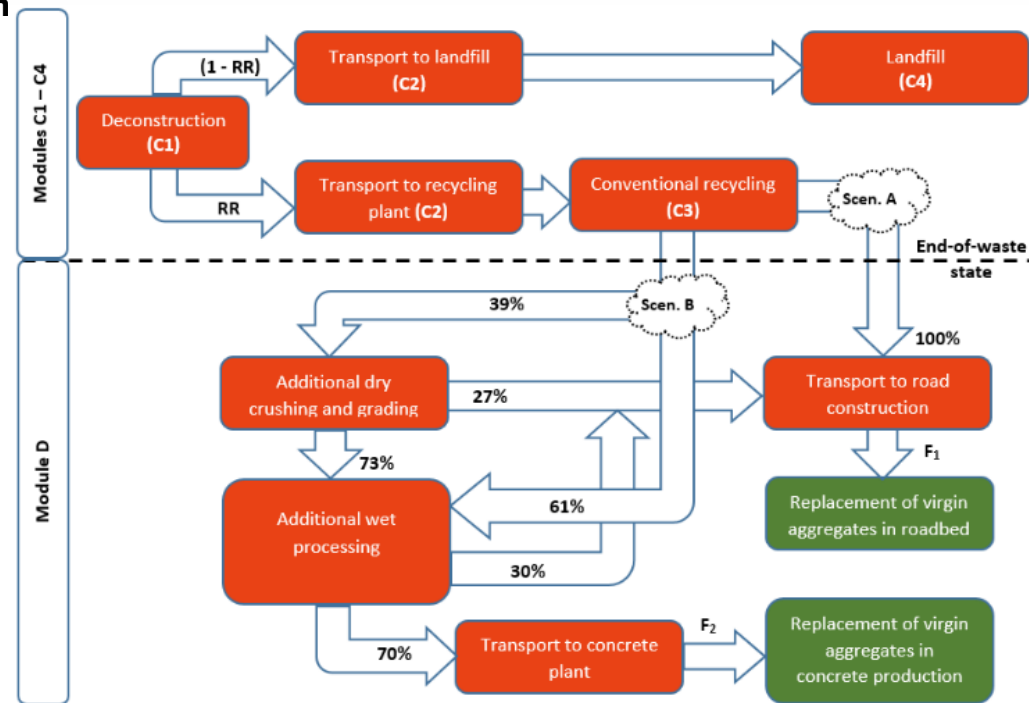 n
Modules C1 – C4
(1 - RR)
Transport to landfill
(C2)
Landfill
(C4)
Deconstruction
(C1)
RR
Transport to recycling
plant (C2)
Conventional recycling
(C3)
Scen. A
End-of-waste
state
Module D
39%
Scen. B
100%
Additional dry
crushing and grading
27%
Transport to road
construction
73%
F1
Additional wet
processing
61%
Replacement of virgin
aggregates in roadbed
30%
70%
Transport to concrete
plant
F2
Replacement of virgin
aggregates in
concrete production